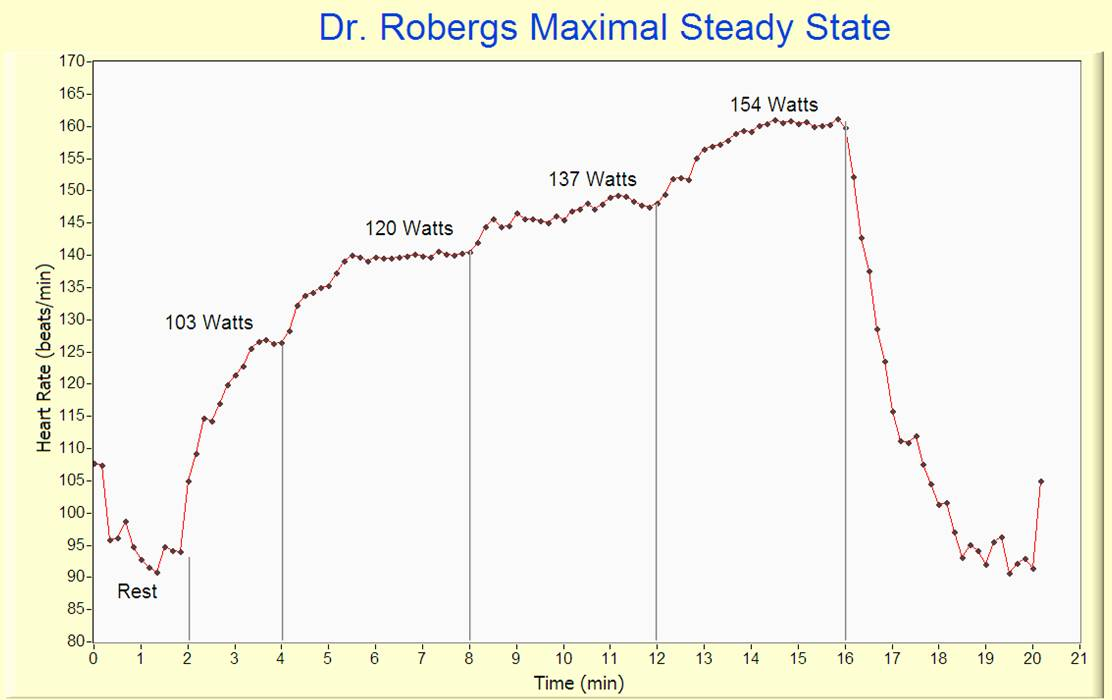 Dr. Robergs Maximal Steady State
170
165
160
155
150
145
140
135
130
125
120
115
110
105
100
95
90
85
80
Heart Rate (beats/min)
154 Watts
137 Watts
120 Watts
103 Watts
Rest
0 1 2 3 4 5 6 7 8 9 10 11 12 13 14 15 16 17 18 19 20 21
Time (min)